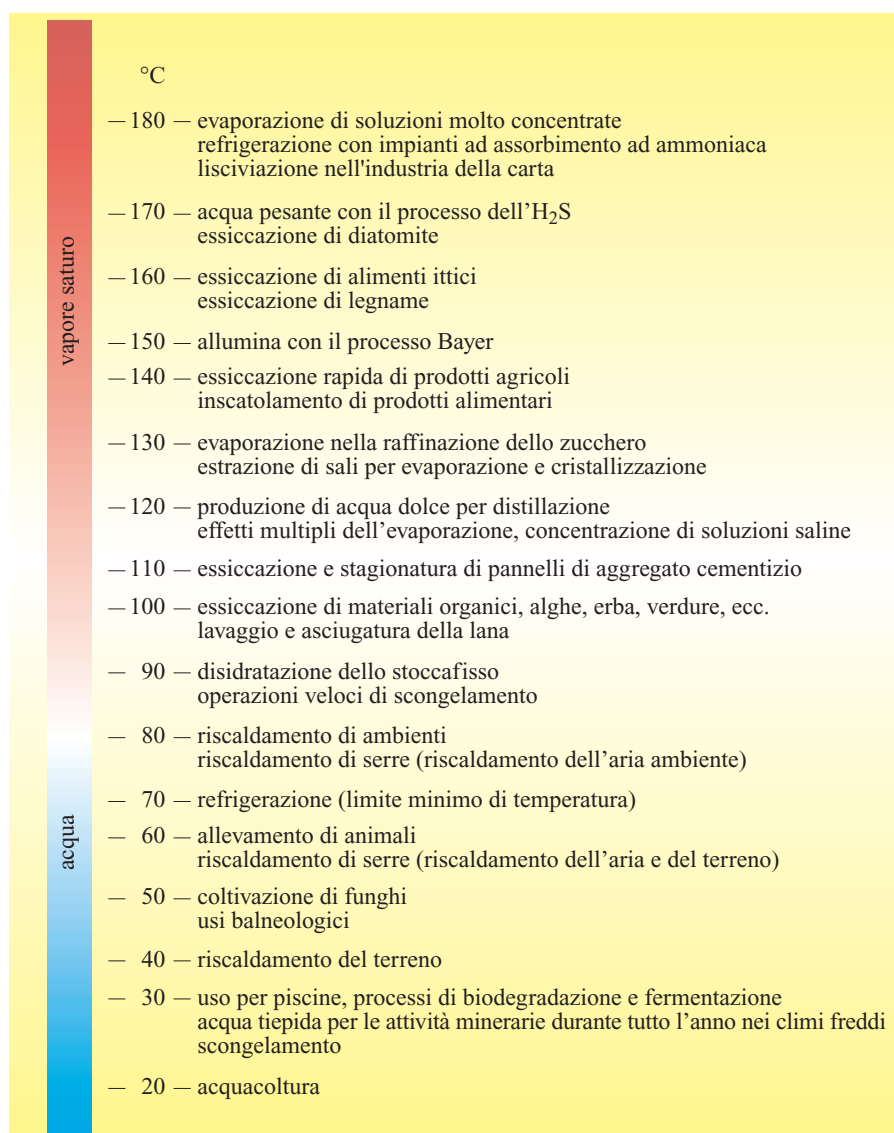 °C
— 180 — evaporazione di soluzioni molto concentrate
refrigerazione con impianti ad assorbimento ad ammoniaca
lisciviazione nell'industria della carta
— 170 — acqua pesante con il processo dell’H₂S
essiccazione di diatomite
— 160 — essiccazione di alimenti ittici
essiccazione di legname
— 150 — allumina con il processo Bayer
— 140 — essiccazione rapida di prodotti agricoli
inscatolamento di prodotti alimentari
— 130 — evaporazione nella raffinazione dello zucchero
estrazione di sali per evaporazione e cristallizzazione
— 120 — produzione di acqua dolce per distillazione
effetti multipli dell’evaporazione, concentrazione di soluzioni saline
— 110 — essiccazione e stagionatura di pannelli di aggregato cementizio
— 100 — essiccazione di materiali organici, alghe, erba, verdure, ecc.
lavaggio e asciugatura della lana
— 90 — disidratazione dello stoccafisso
operazioni veloci di scongelamento
— 80 — riscaldamento di ambienti
riscaldamento di serre (riscaldamento dell’aria ambiente)
— 70 — refrigerazione (limite minimo di temperatura)
— 60 — allevamento di animali
riscaldamento di serre (riscaldamento dell’aria e del terreno)
— 50 — coltivazione di funghi
usi balneologici
— 40 — riscaldamento del terreno
— 30 — uso per piscine, processi di biodegradazione e fermentazione
acqua tiepida per le attività minerarie durante tutto l’anno nei climi freddi
scongelamento
— 20 — acquacoltura
vapore saturo
acqua